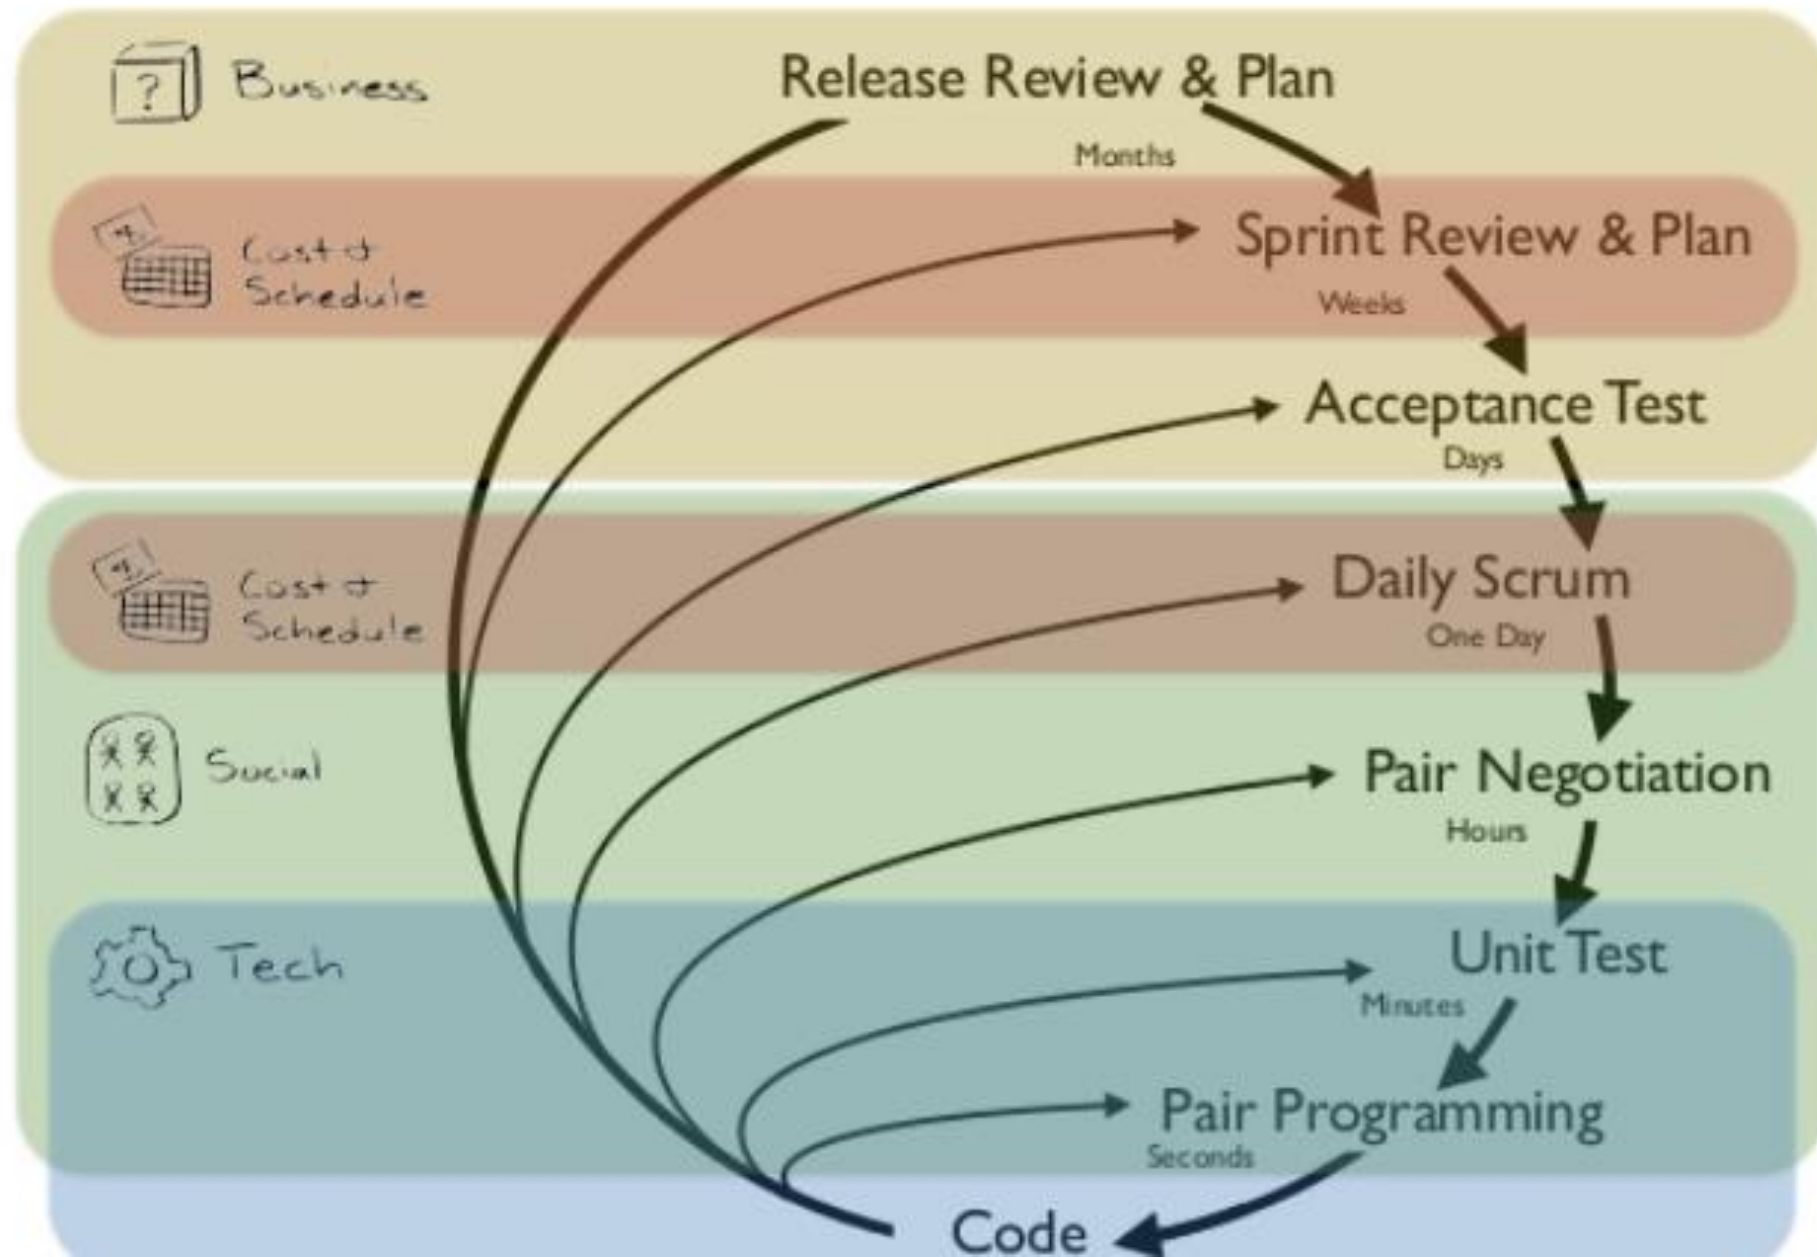 ?
Business
Release Review & Plan
Months
Cost &
Schedule
Sprint Review & Plan
Weeks
Acceptance Test
Days
Cost &
Schedule
Daily Scrum
One Day
Social
Pair Negotiation
Hours
Tech
Unit Test
Minutes
Pair Programming
Seconds
Code